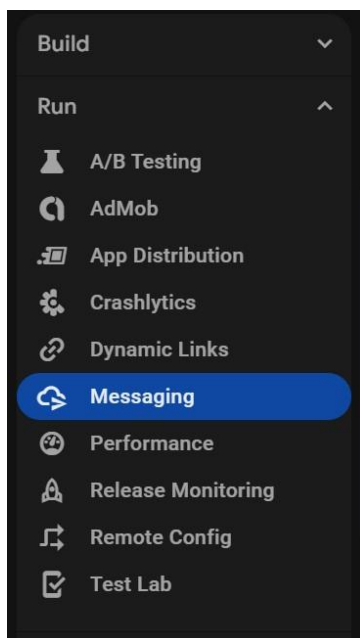 Build
Run
A/B Testing
AdMob
App Distribution
Crashlytics
Dynamic Links
Messaging
Performance
Release Monitoring
Remote Config
Test Lab